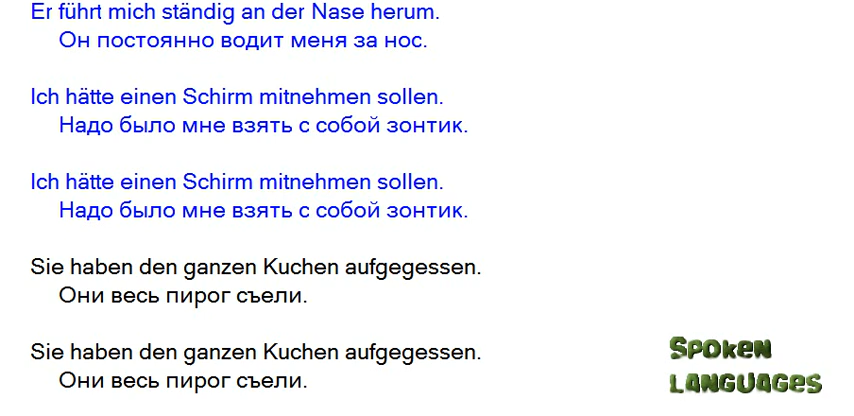 Er führt mich ständig an der Nase herum.
Он постоянно водит меня за нос.
Ich hätte einen Schirm mitnehmen sollen.
Надо было мне взять с собой зонтик.
Ich hätte einen Schirm mitnehmen sollen.
Надо было мне взять с собой зонтик.
Sie haben den ganzen Kuchen aufgegessen.
Они весь пирог съели.
Sie haben den ganzen Kuchen aufgegessen.
Они весь пирог съели.
SPOKEN
LANGUAGES